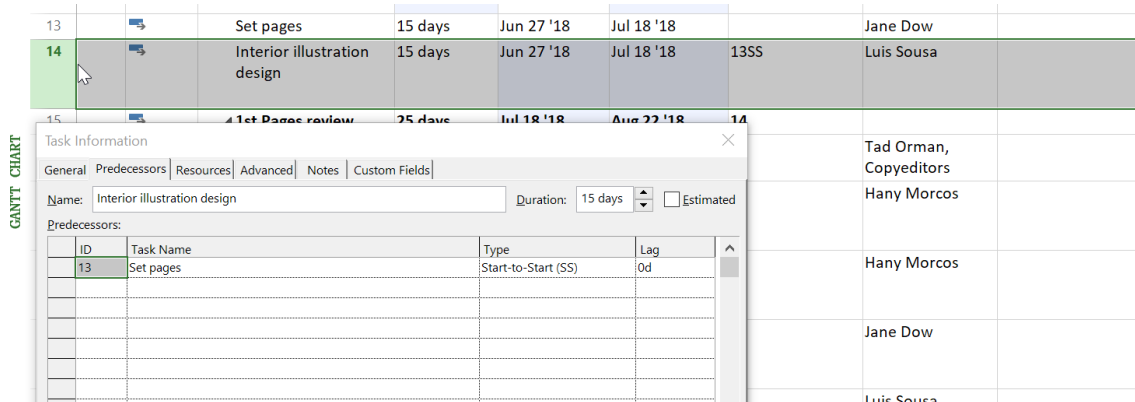 13 Set pages 15 days Jun 27 '18 Jul 18 '18 Jane Dow
14 Interior illustration 15 days Jun 27 '18 Jul 18 '18 13SS Luis Sousa
design
15 1st Pages review 25 days Jul 18 '18 Aug 22 '18 14
GANTT CHART
Task Information
General Predecessors Resources Advanced Notes Custom Fields
Name: Interior illustration design Duration: 15 days Estimated
Predecessors:
ID Task Name Type Lag
13 Set pages Start-to-Start (SS) 0d
Tad Orman,
Copyeditors
Hany Morcos
Hany Morcos
Jane Dow
Luis Sousa